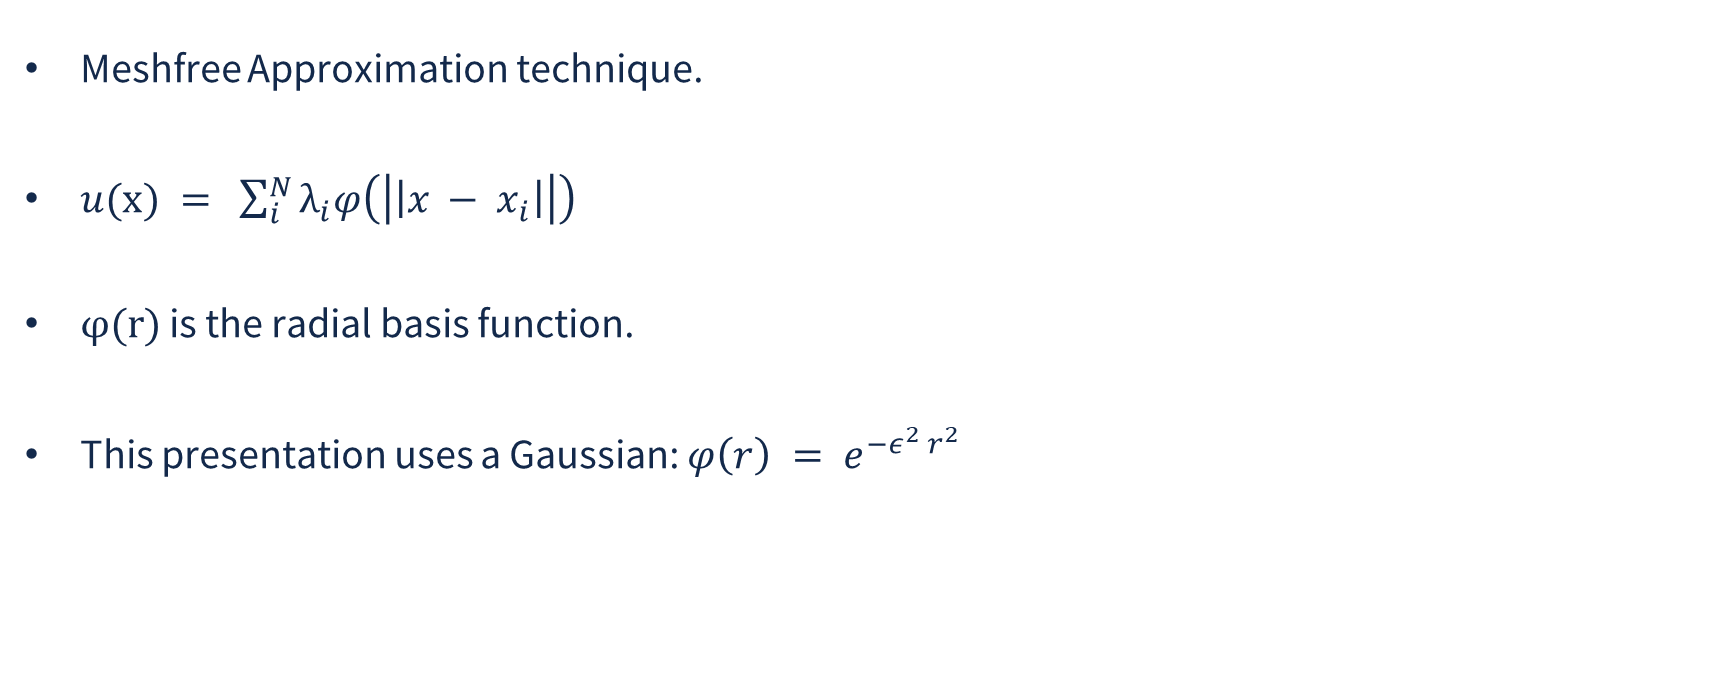 • Meshfree Approximation technique.
• u(x) = ∑ᵢᴺ λᵢφ(||x − xᵢ||)
• φ(r) is the radial basis function.
• This presentation uses a Gaussian: φ(r) = e^{−ϵ² r²}